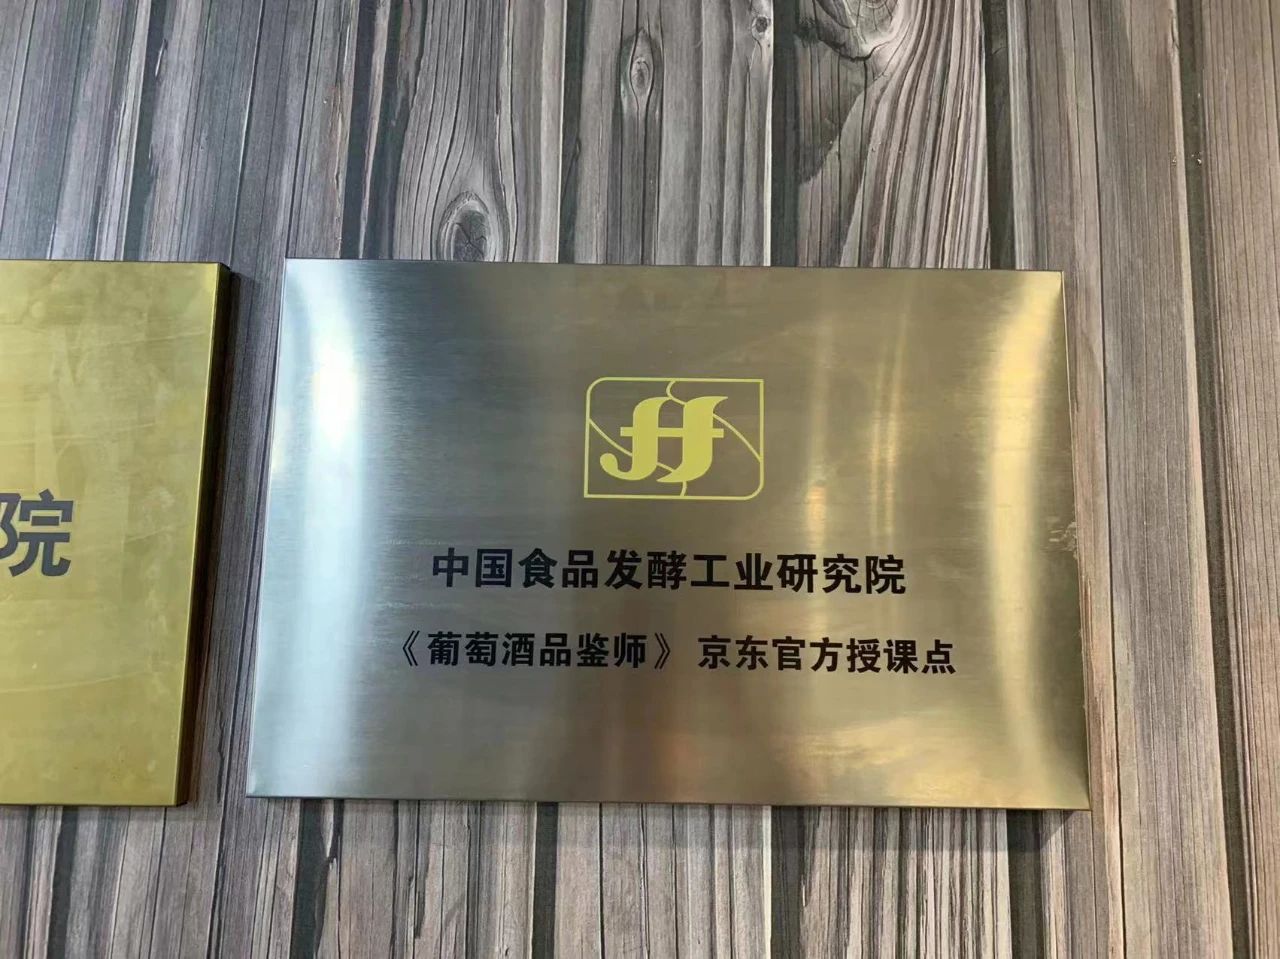 院
中国食品发酵工业研究院
《葡萄酒品鉴师》 京东官方授课点